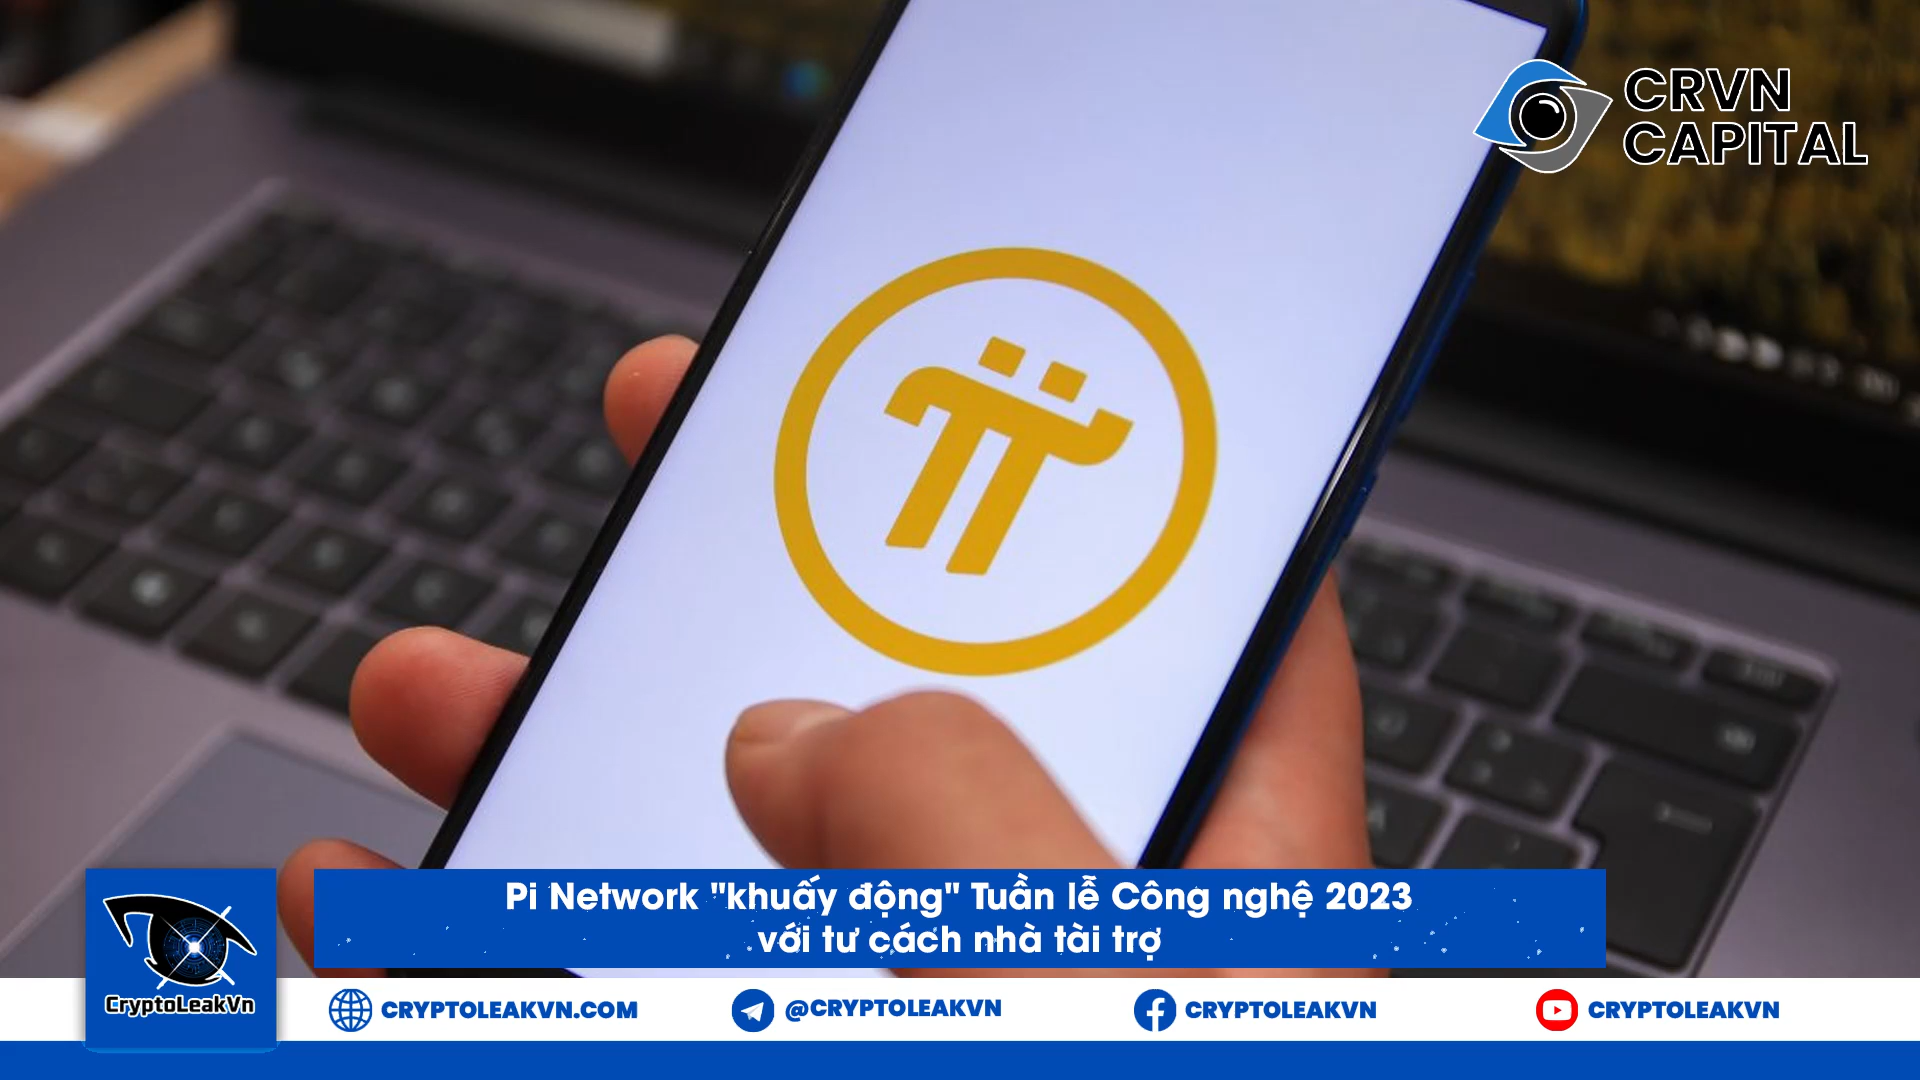 CRVN
CAPITAL
Pi Network "khuấy động" Tuần lễ Công nghệ 2023
với tư cách nhà tài trợ
CryptoLeakVn
CRYPTOLEAKVN.COM
@CRYPTOLEAKVN
CRYPTOLEAKVN
CRYPTOLEAKVN